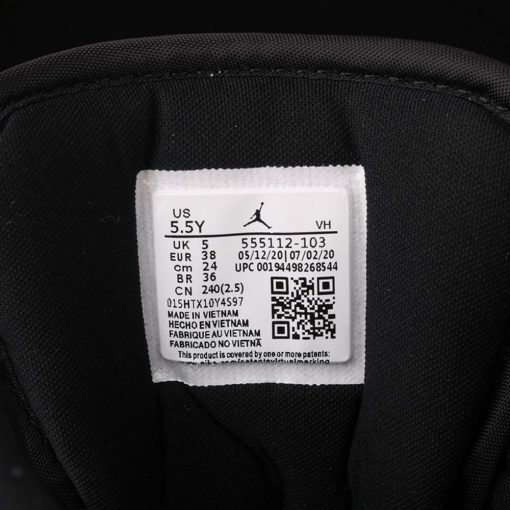 US
5.5Y
VH
UK 5
EUR 38
cm 24
BR 36
CN 240(2.5)
555112-103
05/12/20 | 07/02/20
UPC 00194498268544
015HTX10Y4S97
MADE IN VIETNAM
HECHO EN VIETNAM
FABRIQUE AU VIETNAM
FABRICADO NO VIETNÃ
This product is covered by one or more patents: